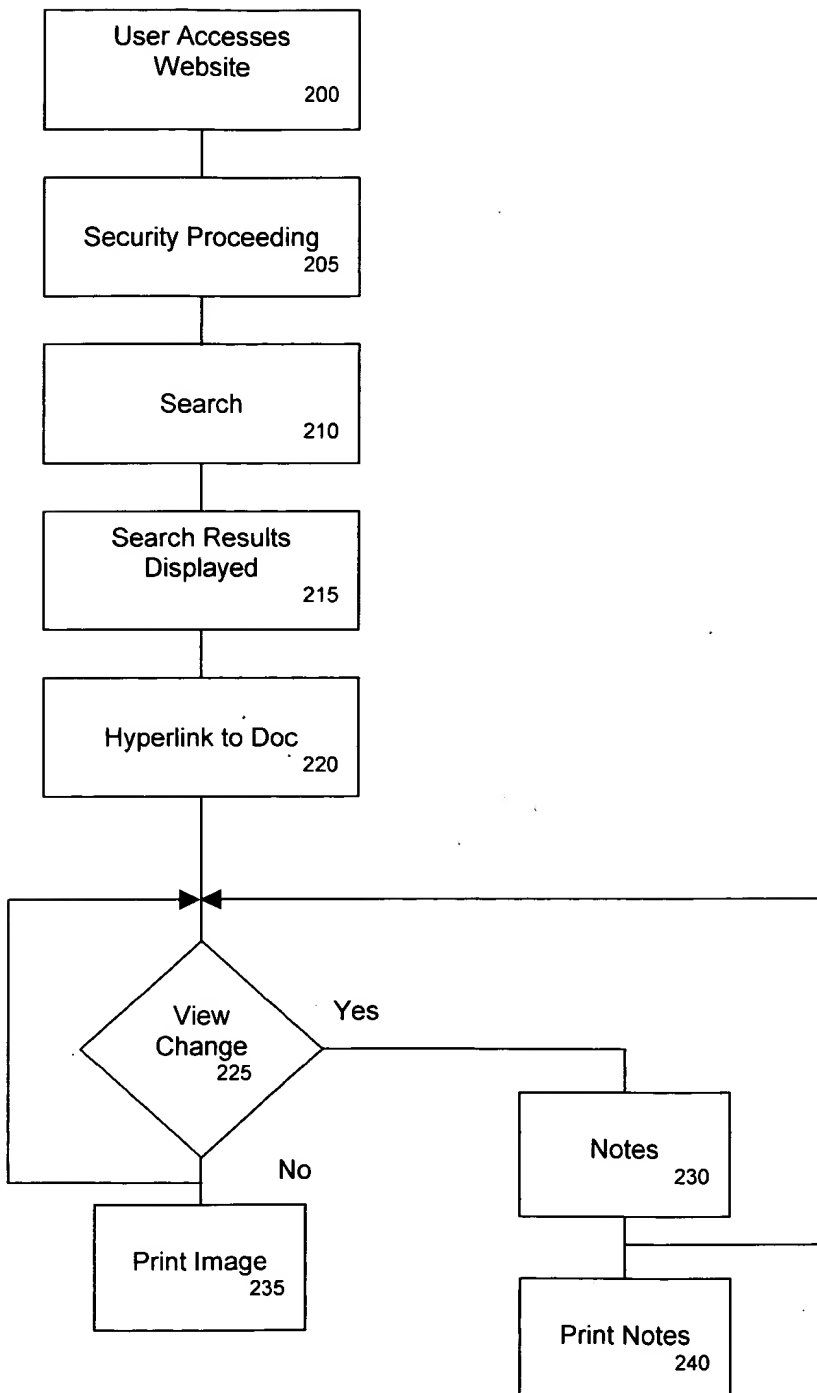 User Accesses
Website
200
Security Proceeding
205
Search
210
Search Results
Displayed
215
Hyperlink to Doc
220
View
Change
225
Yes
No
Notes
230
Print Image
235
Print Notes
240